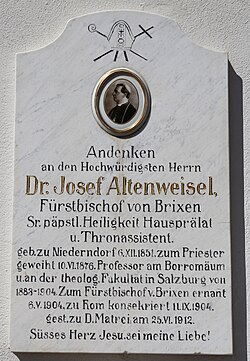 Andenken
an den Hochwürdigsten Herrn
Dr. Josef Altenweisel,
Fürstbischof von Brixen
Sr. päpstl. Heiligkeit Hausprälat
u. Thronassistent.
geb. zu Niederndorf 6.XII.1851. zum Priester
geweiht 10.VI.1876. Professor am Borromäum
u. an der theolog. Fakultät in Salzburg von
1883-1904. Zum Fürstbischof v. Brixen ernant
6.V.1904. zu Rom konsekriert 11.IX.1904.
gest. zu D. Matrei am 25.VI.1912.
Süsses Herz Jesu, sei meine Liebe!